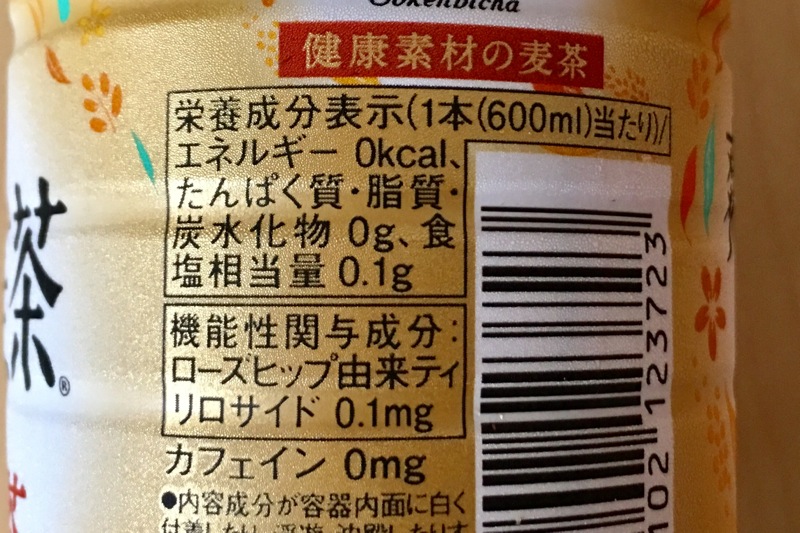 健康素材の麦茶
栄養成分表示(1本(600ml)当たり)/
エネルギー 0kcal、
たんぱく質・脂質・
炭水化物 0g、食
塩相当量 0.1g
機能性関与成分:
ローズヒップ由来ティ
リロサイド 0.1mg
カフェイン 0mg
●内容成分が容器内面に白く
茶®
102 123723